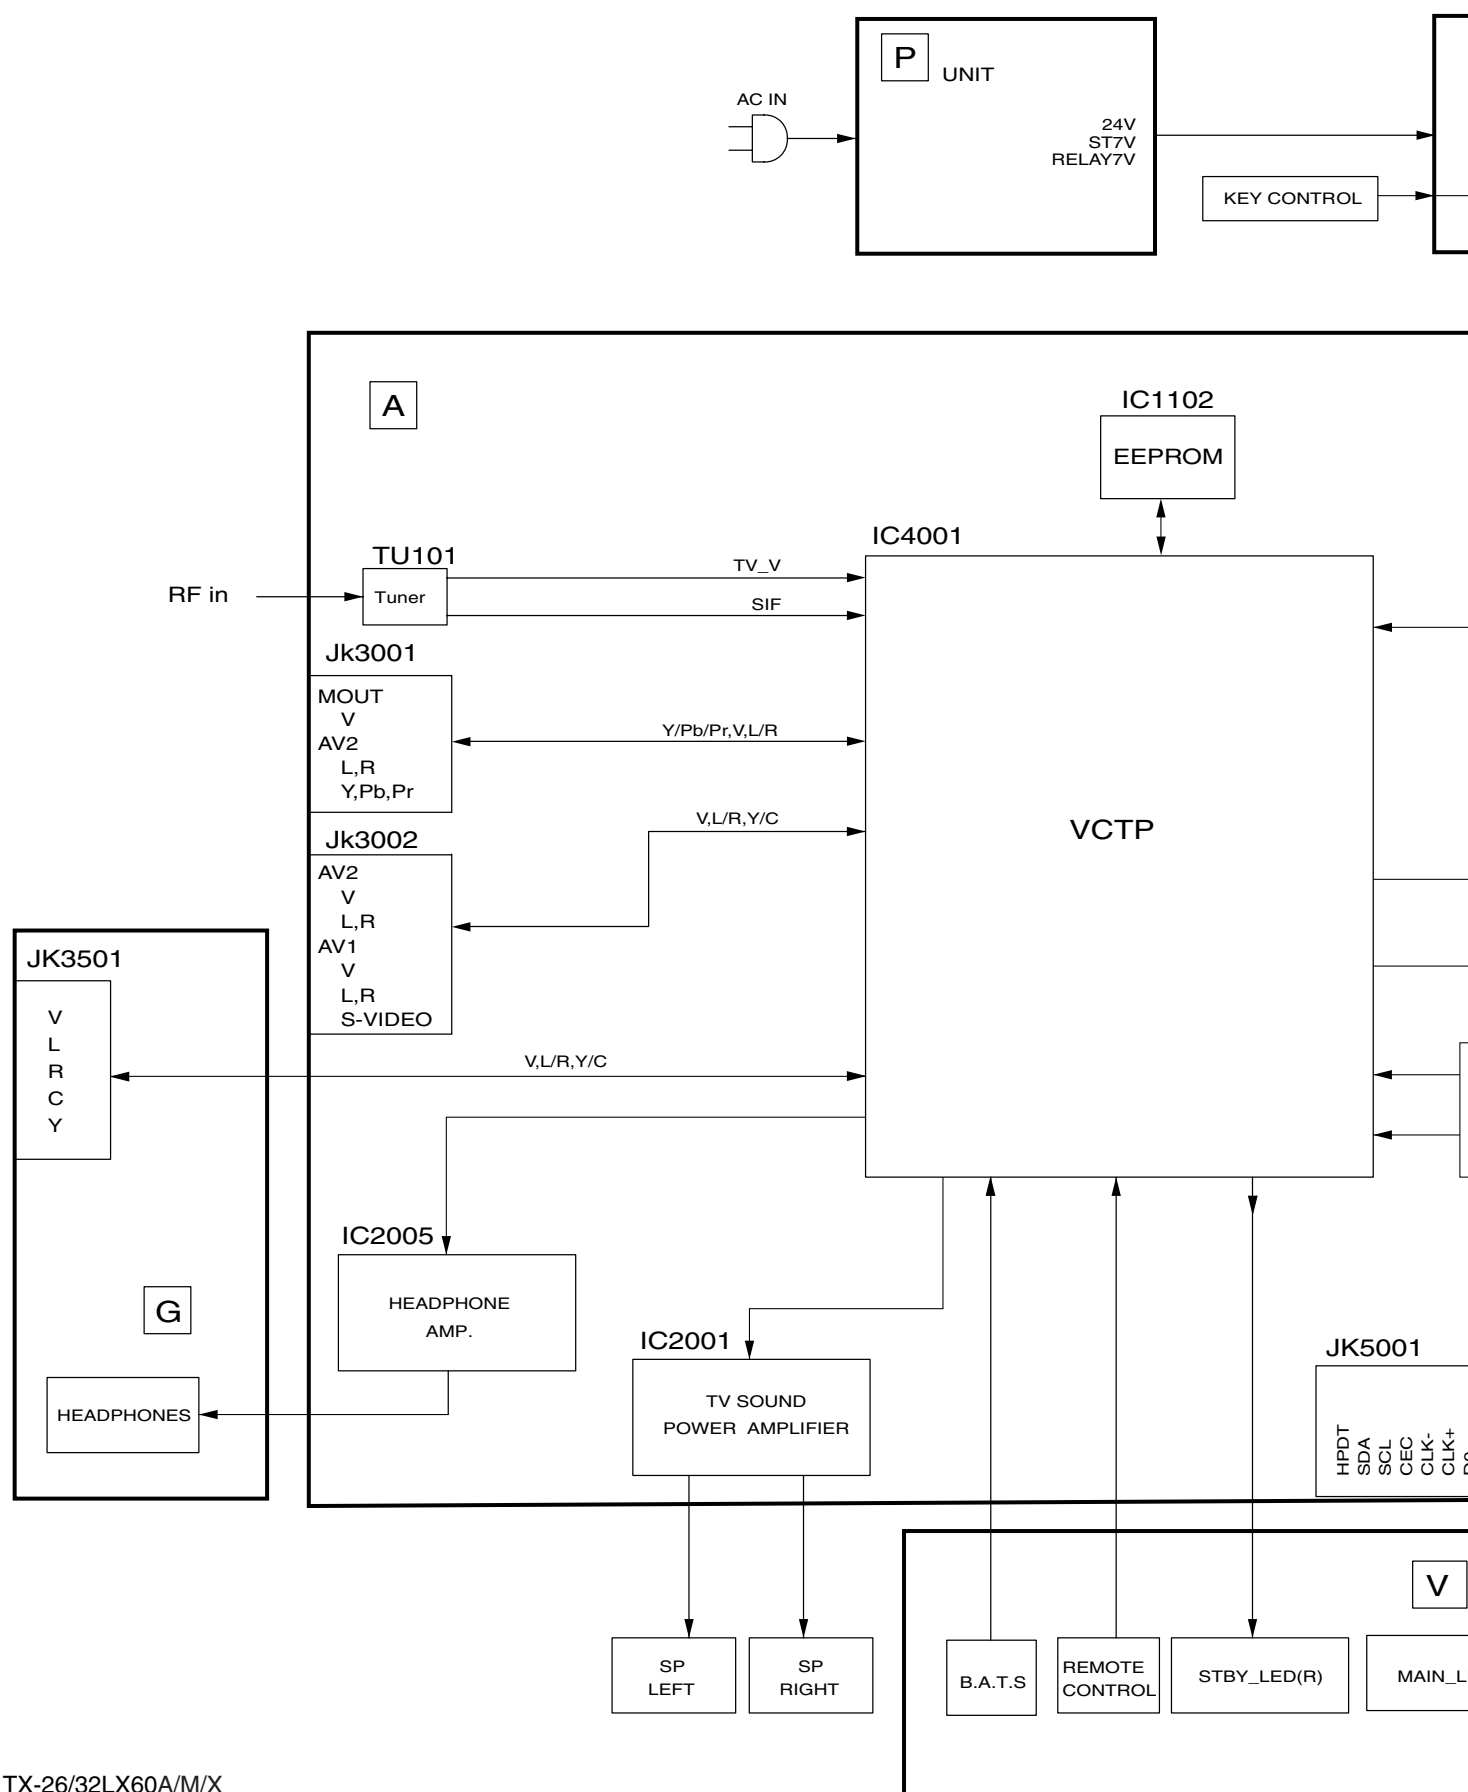 P
UNIT
AC IN
24V
ST7V
RELAY7V
KEY CONTROL
A
IC1102
EEPROM
IC4001
TU101
TV_V
RF in
Tuner
SIF
Jk3001
MOUT
V
AV2
L,R
Y,Pb,Pr
Y/Pb/Pr,V,L/R
V,L/R,Y/C
VCTP
Jk3002
AV2
V
L,R
AV1
V
L,R
S-VIDEO
JK3501
V
L
R
C
Y
V,L/R,Y/C
IC2005
HEADPHONE
AMP.
G
HEADPHONES
IC2001
TV SOUND
POWER AMPLIFIER
JK5001
HPDT
SDA
SCL
CEC
CLK-
CLK+
V
SP
LEFT
SP
RIGHT
B.A.T.S
REMOTE
CONTROL
STBY_LED(R)
MAIN_L
TX-26/32LX60A/M/X